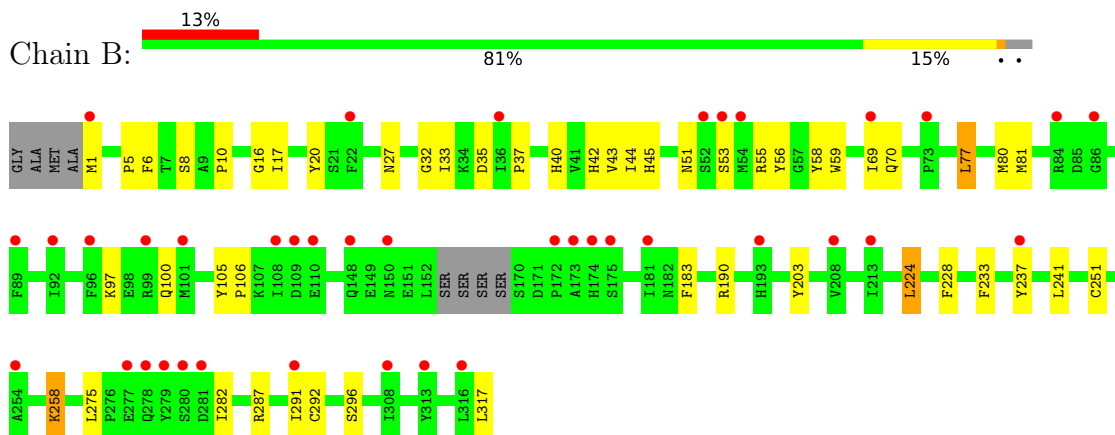 13%
Chain B:
81% 15% • •
GLY ALA MET ALA M1 P5 F6 T7 S8 A9 P10 G16 I17 Y20 S21 F22 N27 G32 I33 K34 D35 I36 P37 H40 V41 H42 V43 I44 H45 N51 S52 S53 M54 R55 Y56 G57 Y58 W59 I69 Q70 P73 L77 M80 M81 R84 D85 G86
F89 I92 F96 K97 E98 R99 Q100 M101 Y105 P106 K107 I108 D109 E110 Q148 E149 N150 E151 L152 SER SER SER SER S170 D171 P172 A173 H174 S175 I181 N182 F183 R190 H193 Y203 V208 I213 L224 F228 F233 Y237 L241 C251
A254 K258 L275 P276 E277 Q278 Y279 S280 D281 I282 R287 I291 C292 S296 I308 Y313 L316 L317